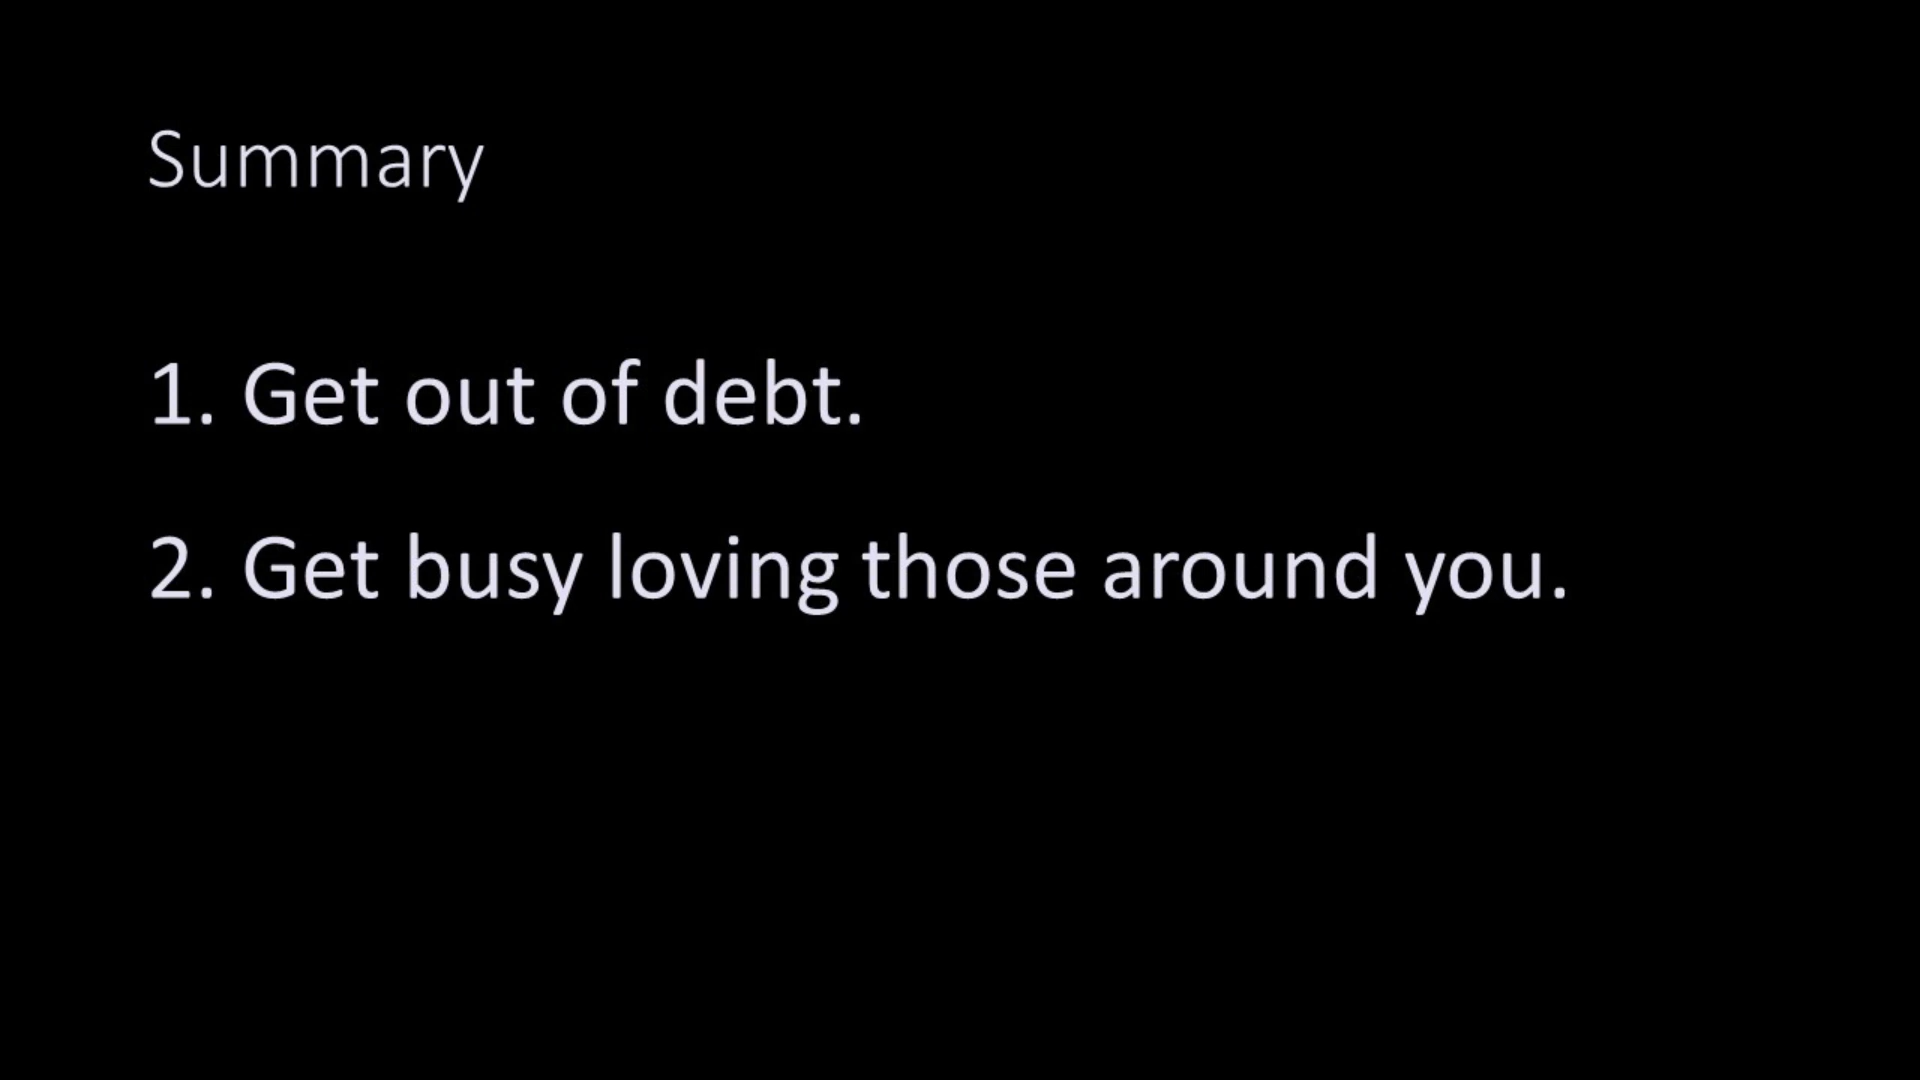 Summary
1. Get out of debt.
2. Get busy loving those around you.